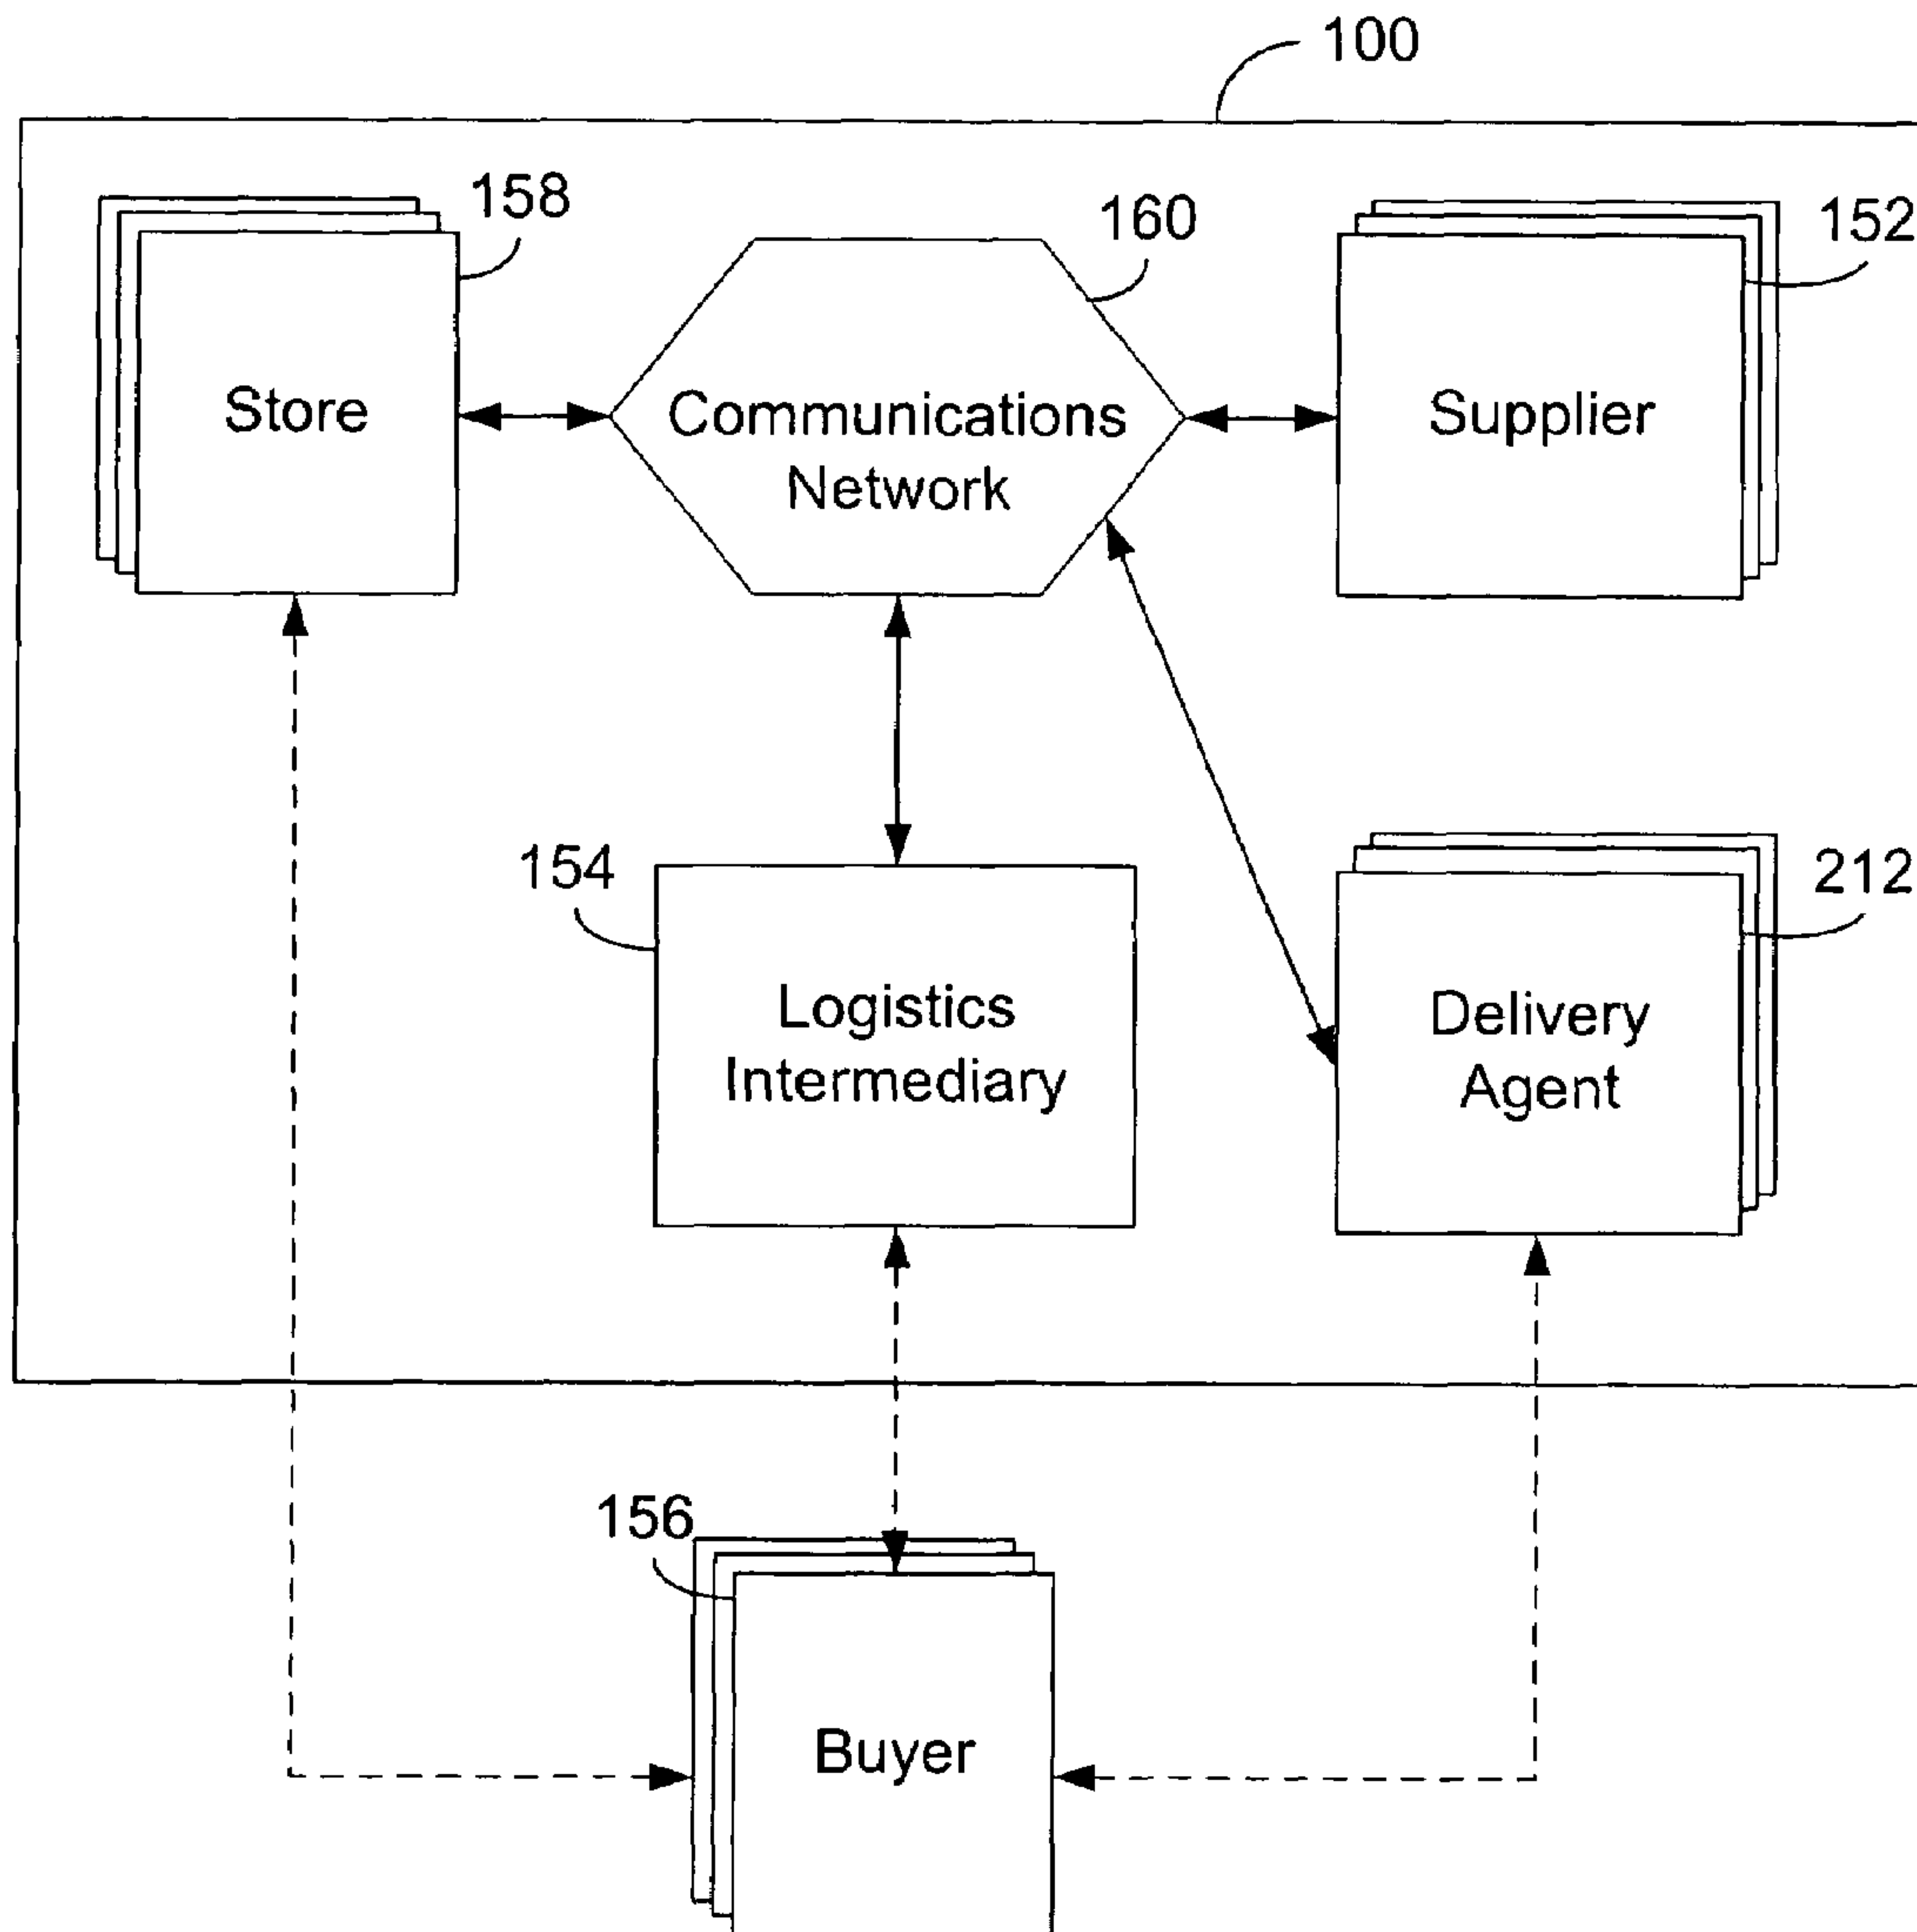 100
158
160
152
Store
Communications
Network
Supplier
154
212
Logistics
Intermediary
Delivery
Agent
156
Buyer